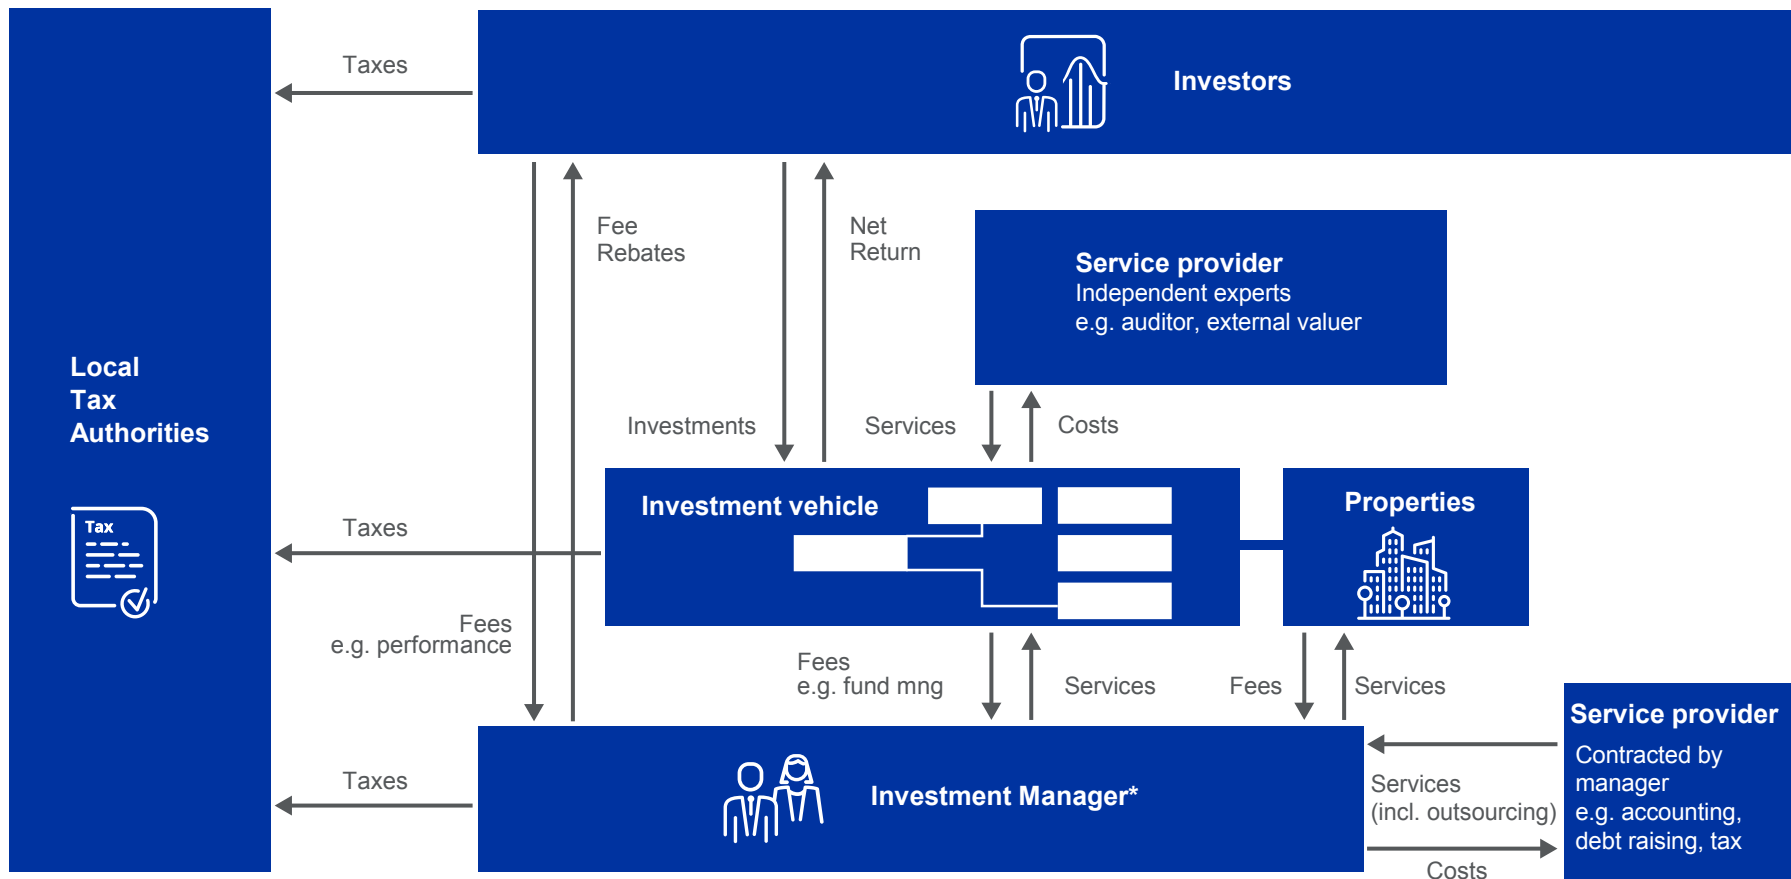 Taxes
Investors
Fee
Rebates
Net
Return
Service provider
Independent experts
e.g. auditor, external valuer
Local
Tax
Authorities
Investments
Services
Costs
Investment vehicle
Properties
Tax
Taxes
Fees
e.g. performance
Fees
e.g. fund mng
Services
Fees
Services
Service provider
Contracted by
manager
e.g. accounting,
debt raising, tax
Taxes
Investment Manager*
Services
(incl. outsourcing)
Costs